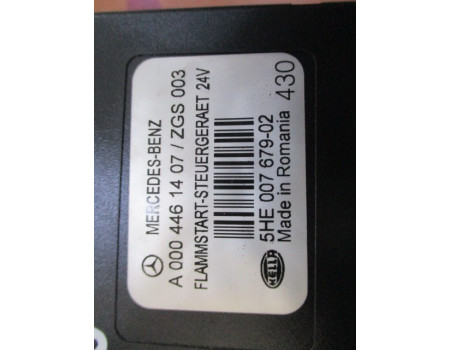 MERCEDES-BENZ
A 000 446 14 07 / ZGS 003
FLAMMSTART-STEUERGERAET 24V
5HE 007 679-02
Made in Romania 430
HELLA